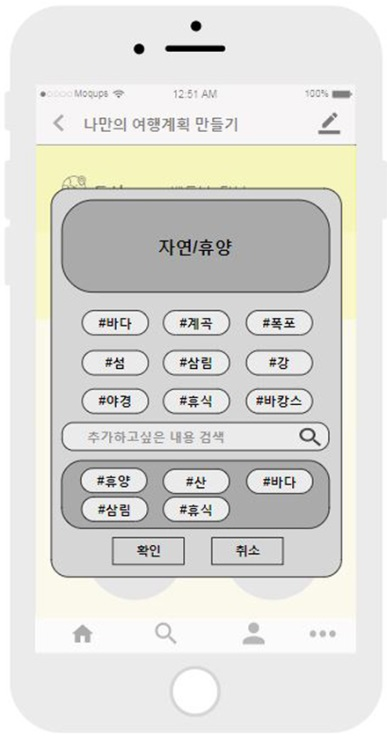 Moqups 12:51 AM 100%
나만의 여행계획 만들기
자연/휴양
#바다 #계곡 #폭포
#섬 #삼림 #강
#야경 #휴식 #바캉스
추가하고싶은 내용 검색
#휴양 #산 #바다
#삼림 #휴식
확인 취소